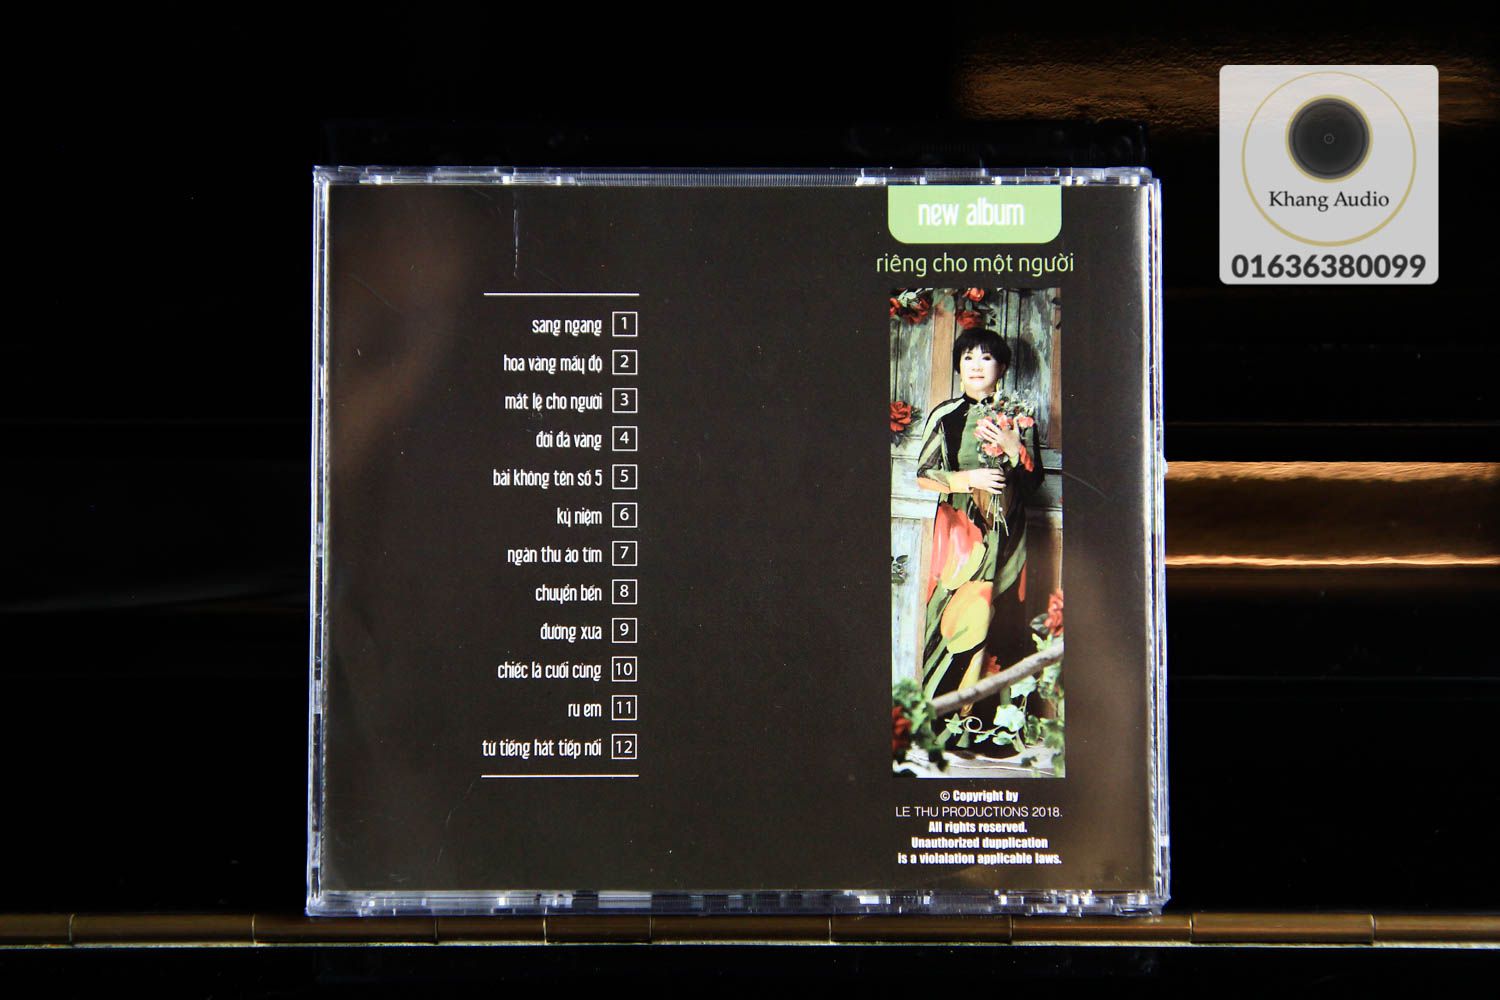 new album
riêng cho một người
sang ngang 1
hoa vàng mấy độ 2
mắt lệ cho người 3
đời đá vàng 4
bài không tên số 5 5
kỷ niệm 6
ngàn thu áo tím 7
chuyển bến 8
đường xưa 9
chiếc lá cuối cùng 10
ru em 11
từ tiếng hát tiếp nối 12
© Copyright by
LE THU PRODUCTIONS 2018.
All rights reserved.
Unauthorized dupplication
is a violalation applicable laws.
Khang Audio
01636380099